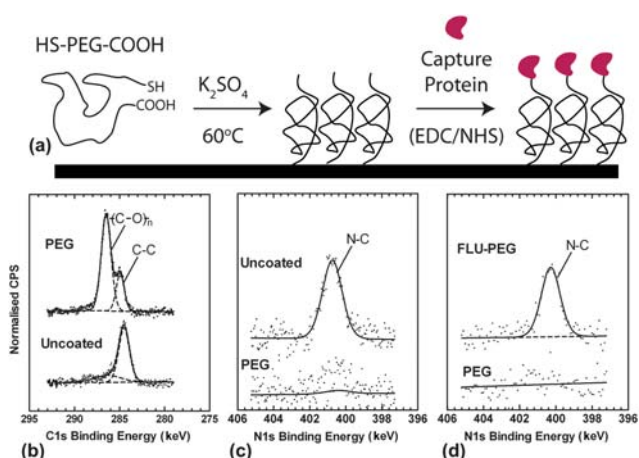 HS-PEG-COOH
SH
COOH
K₂SO₄
60°C
Capture
Protein
(EDC/NHS)
(a)
Normalised CPS
PEG
(C-O)n
C-C
Uncoated
295 290 285 280 275
C1s Binding Energy (keV)
(b)
Uncoated
N-C
PEG
406 404 402 400 398 396
N1s Binding Energy (keV)
(c)
FLU-PEG
N-C
PEG
406 404 402 400 398 396
N1s Binding Energy (keV)
(d)